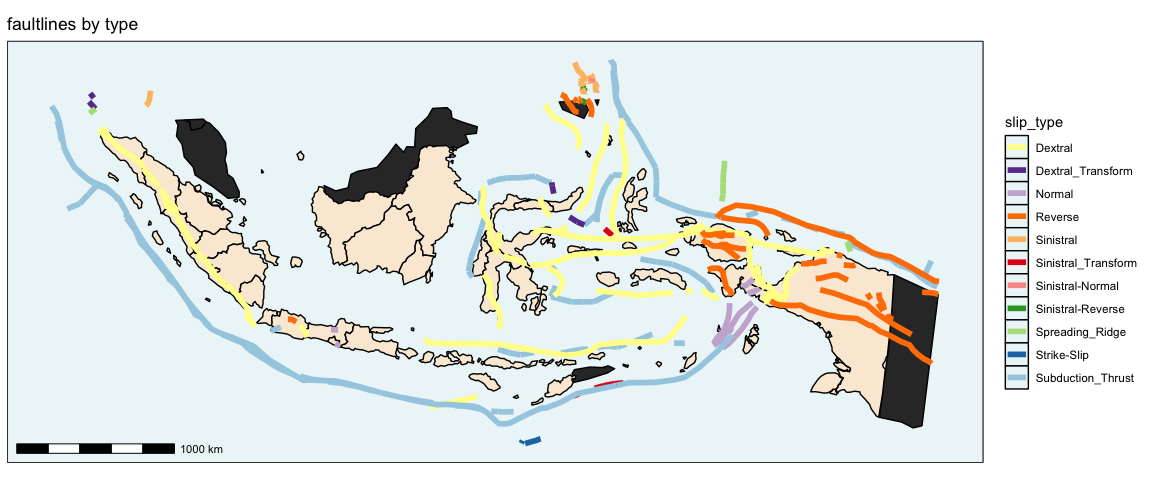 faultlines by type
slip_type
Dextral
Dextral_Transform
Normal
Reverse
Sinistral
Sinistral_Transform
Sinistral-Normal
Sinistral-Reverse
Spreading_Ridge
Strike-Slip
Subduction_Thrust
1000 km